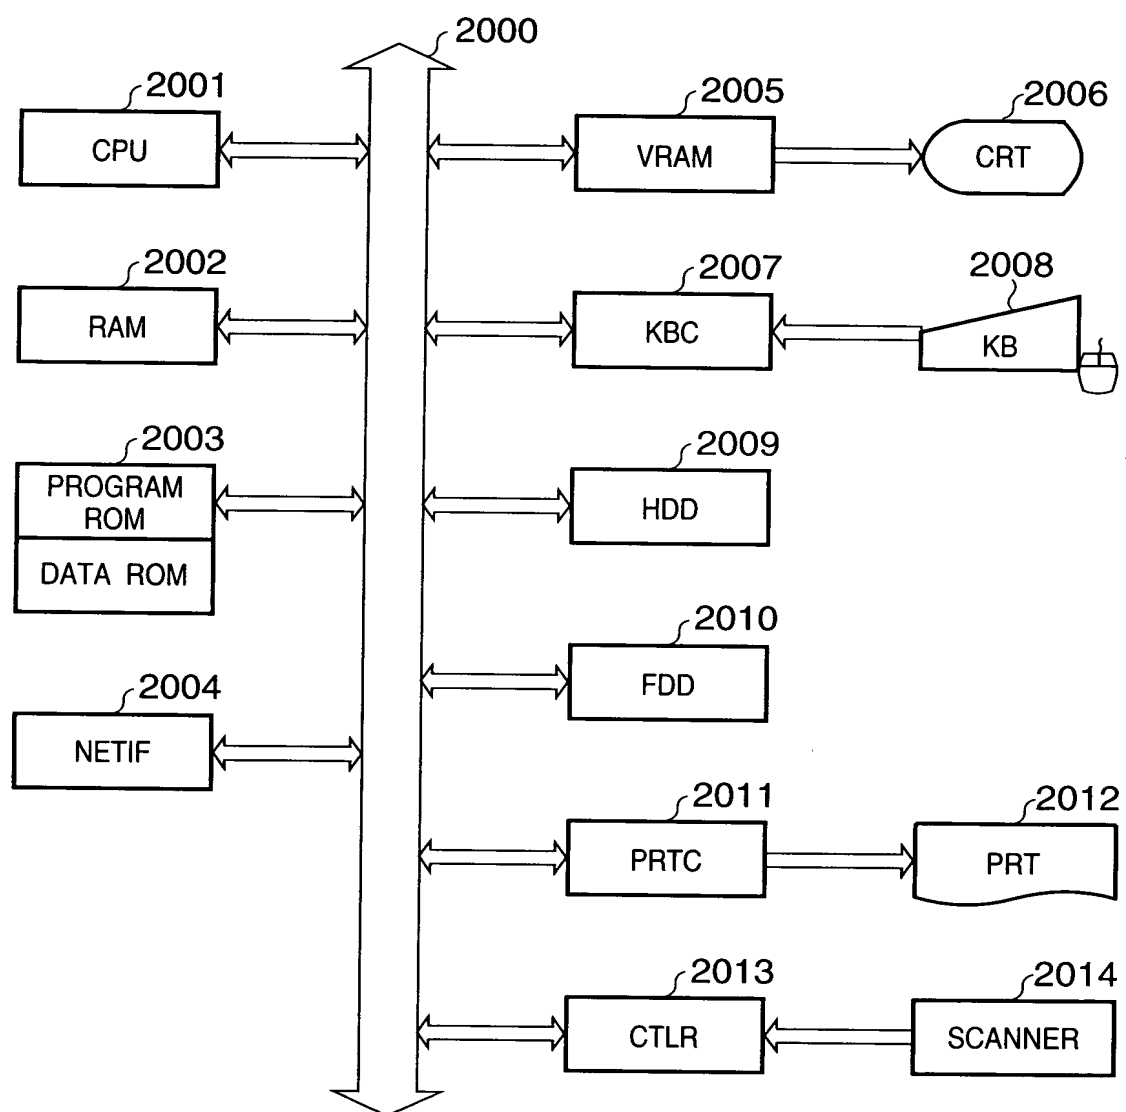 2000
2001
CPU
2005
VRAM
2006
CRT
2002
RAM
2007
KBC
2008
KB
2003
PROGRAM
ROM
DATA ROM
2009
HDD
2010
FDD
2004
NETIF
2011
PRTC
2012
PRT
2013
CTLR
2014
SCANNER